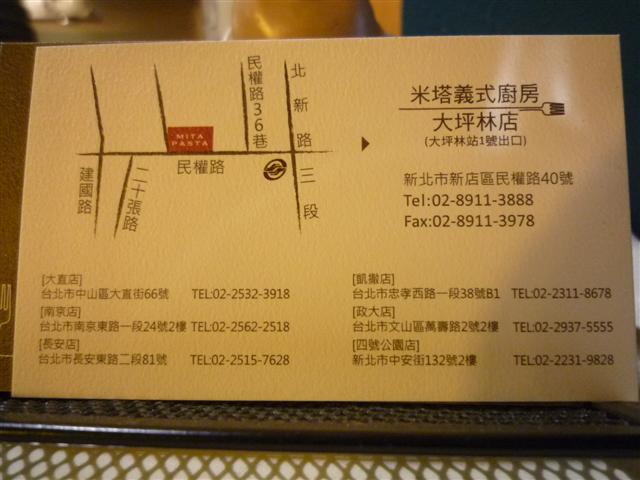 民權路36巷
北新路三段
MITA
PASTA
民權路
建國路
二十張路
米塔義式廚房
大坪林店
(大坪林站1號出口)
新北市新店區民權路40號
Tel:02-8911-3888
Fax:02-8911-3978
[大直店]
台北市中山區大直街66號 TEL:02-2532-3918
[南京店]
台北市南京東路一段24號2樓 TEL:02-2562-2518
[長安店]
台北市長安東路二段81號 TEL:02-2515-7628
[凱撒店]
台北市忠孝西路一段38號B1 TEL:02-2311-8678
[政大店]
台北市文山區萬壽路2號2樓 TEL:02-2937-5555
[四號公園店]
新北市中安街132號2樓 TEL:02-2231-9828